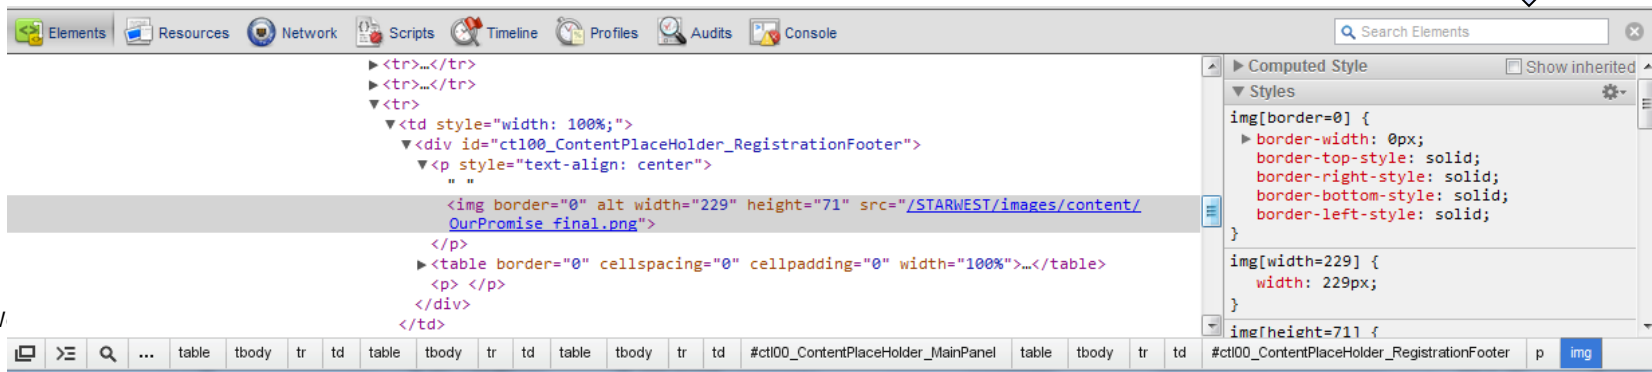 Elements Resources Network Scripts Timeline Profiles Audits Console Search Elements
▶<tr>…</tr>
▶<tr>…</tr>
▼<tr>
▼<td style="width: 100%;">
▼<div id="ctl00_ContentPlaceHolder_RegistrationFooter">
▼<p style="text-align: center">
" "
<img border="0" alt width="229" height="71" src="/STARWEST/images/content/
OurPromise_final.png">
</p>
▶<table border="0" cellspacing="0" cellpadding="0" width="100%">…</table>
<p> </p>
</div>
</td>
▶ Computed Style Show inherited
▼ Styles
img[border=0] {
▶ border-width: 0px;
border-top-style: solid;
border-right-style: solid;
border-bottom-style: solid;
border-left-style: solid;
}
img[width=229] {
width: 229px;
}
img[height=71] {
... table tbody tr td table tbody tr td table tbody tr td #ctl00_ContentPlaceHolder_MainPanel table tbody tr td #ctl00_ContentPlaceHolder_RegistrationFooter p img